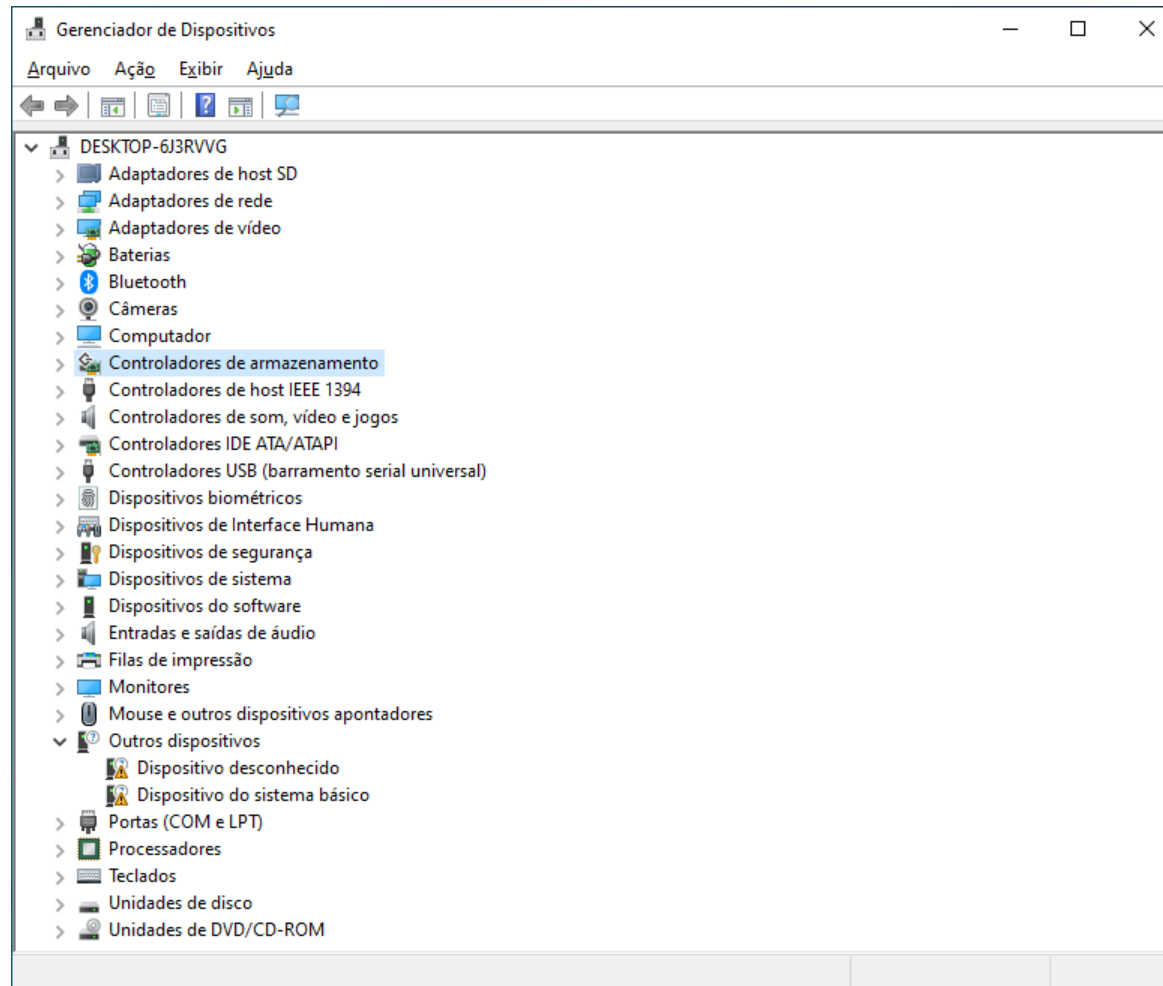 Gerenciador de Dispositivos
Arquivo Ação Exibir Ajuda
DESKTOP-6J3RVVG
Adaptadores de host SD
Adaptadores de rede
Adaptadores de vídeo
Baterias
Bluetooth
Câmeras
Computador
Controladores de armazenamento
Controladores de host IEEE 1394
Controladores de som, vídeo e jogos
Controladores IDE ATA/ATAPI
Controladores USB (barramento serial universal)
Dispositivos biométricos
Dispositivos de Interface Humana
Dispositivos de segurança
Dispositivos de sistema
Dispositivos do software
Entradas e saídas de áudio
Filas de impressão
Monitores
Mouse e outros dispositivos apontadores
Outros dispositivos
Dispositivo desconhecido
Dispositivo do sistema básico
Portas (COM e LPT)
Processadores
Teclados
Unidades de disco
Unidades de DVD/CD-ROM